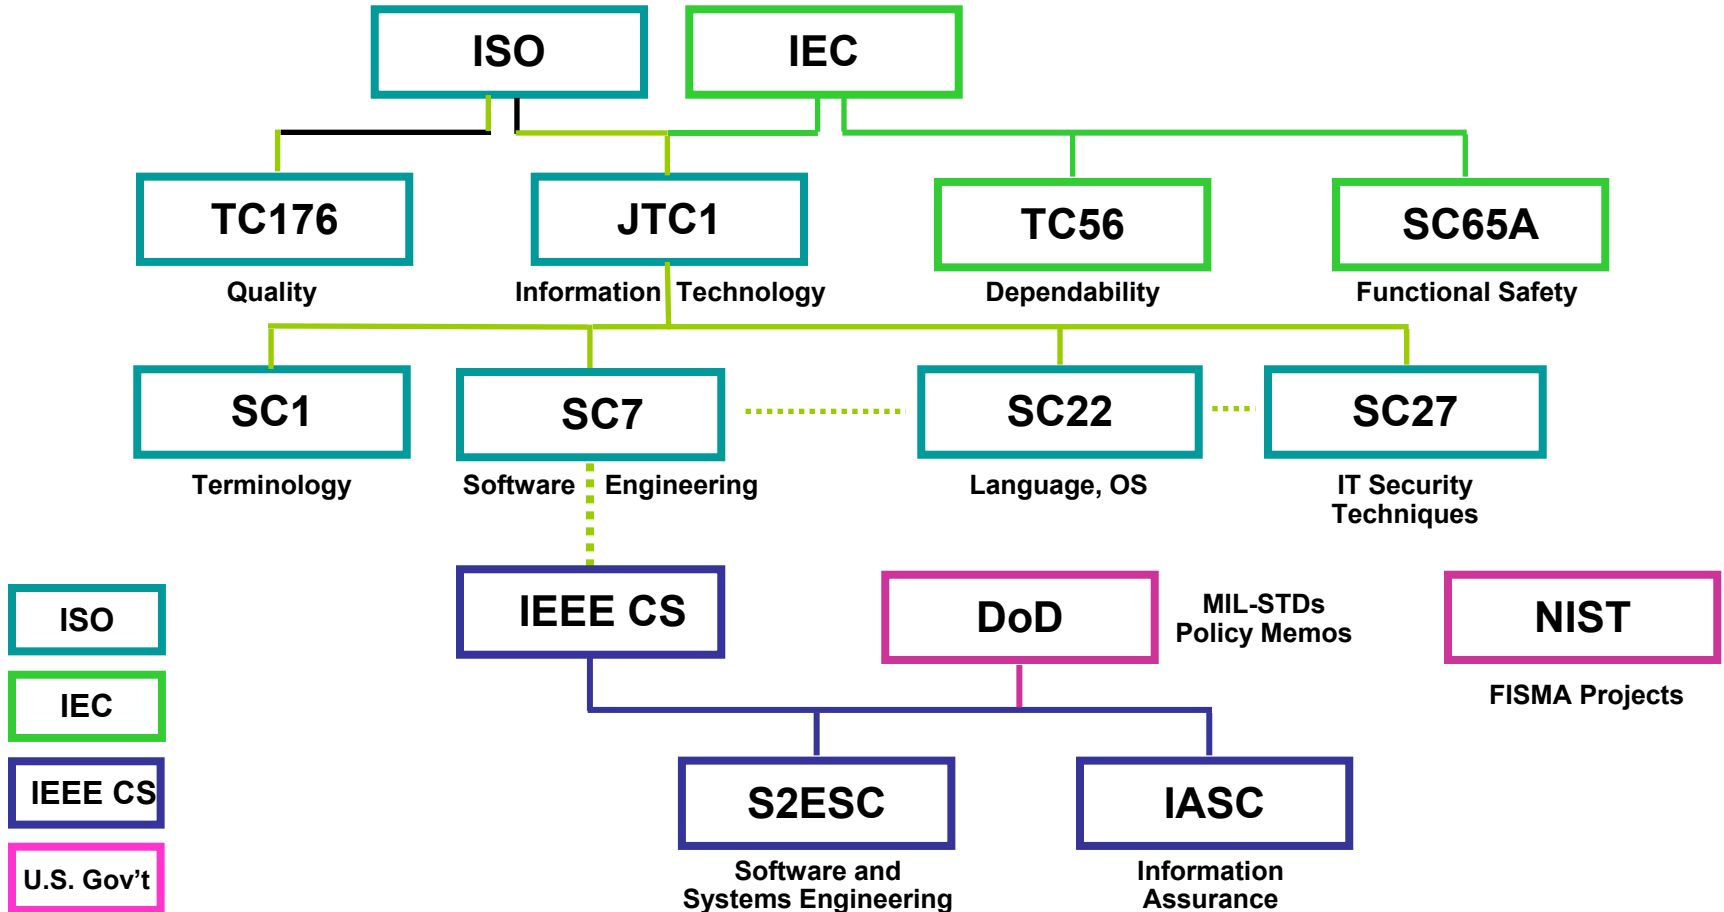 ISO
IEC
TC176
JTC1
TC56
SC65A
Quality
Information Technology
Dependability
Functional Safety
SC1
SC7
SC22
SC27
Terminology
Software Engineering
Language, OS
IT Security
Techniques
IEEE CS
DoD
MIL-STDs
Policy Memos
NIST
FISMA Projects
ISO
IEC
IEEE CS
U.S. Gov't
S2ESC
IASC
Software and
Systems Engineering
Information
Assurance